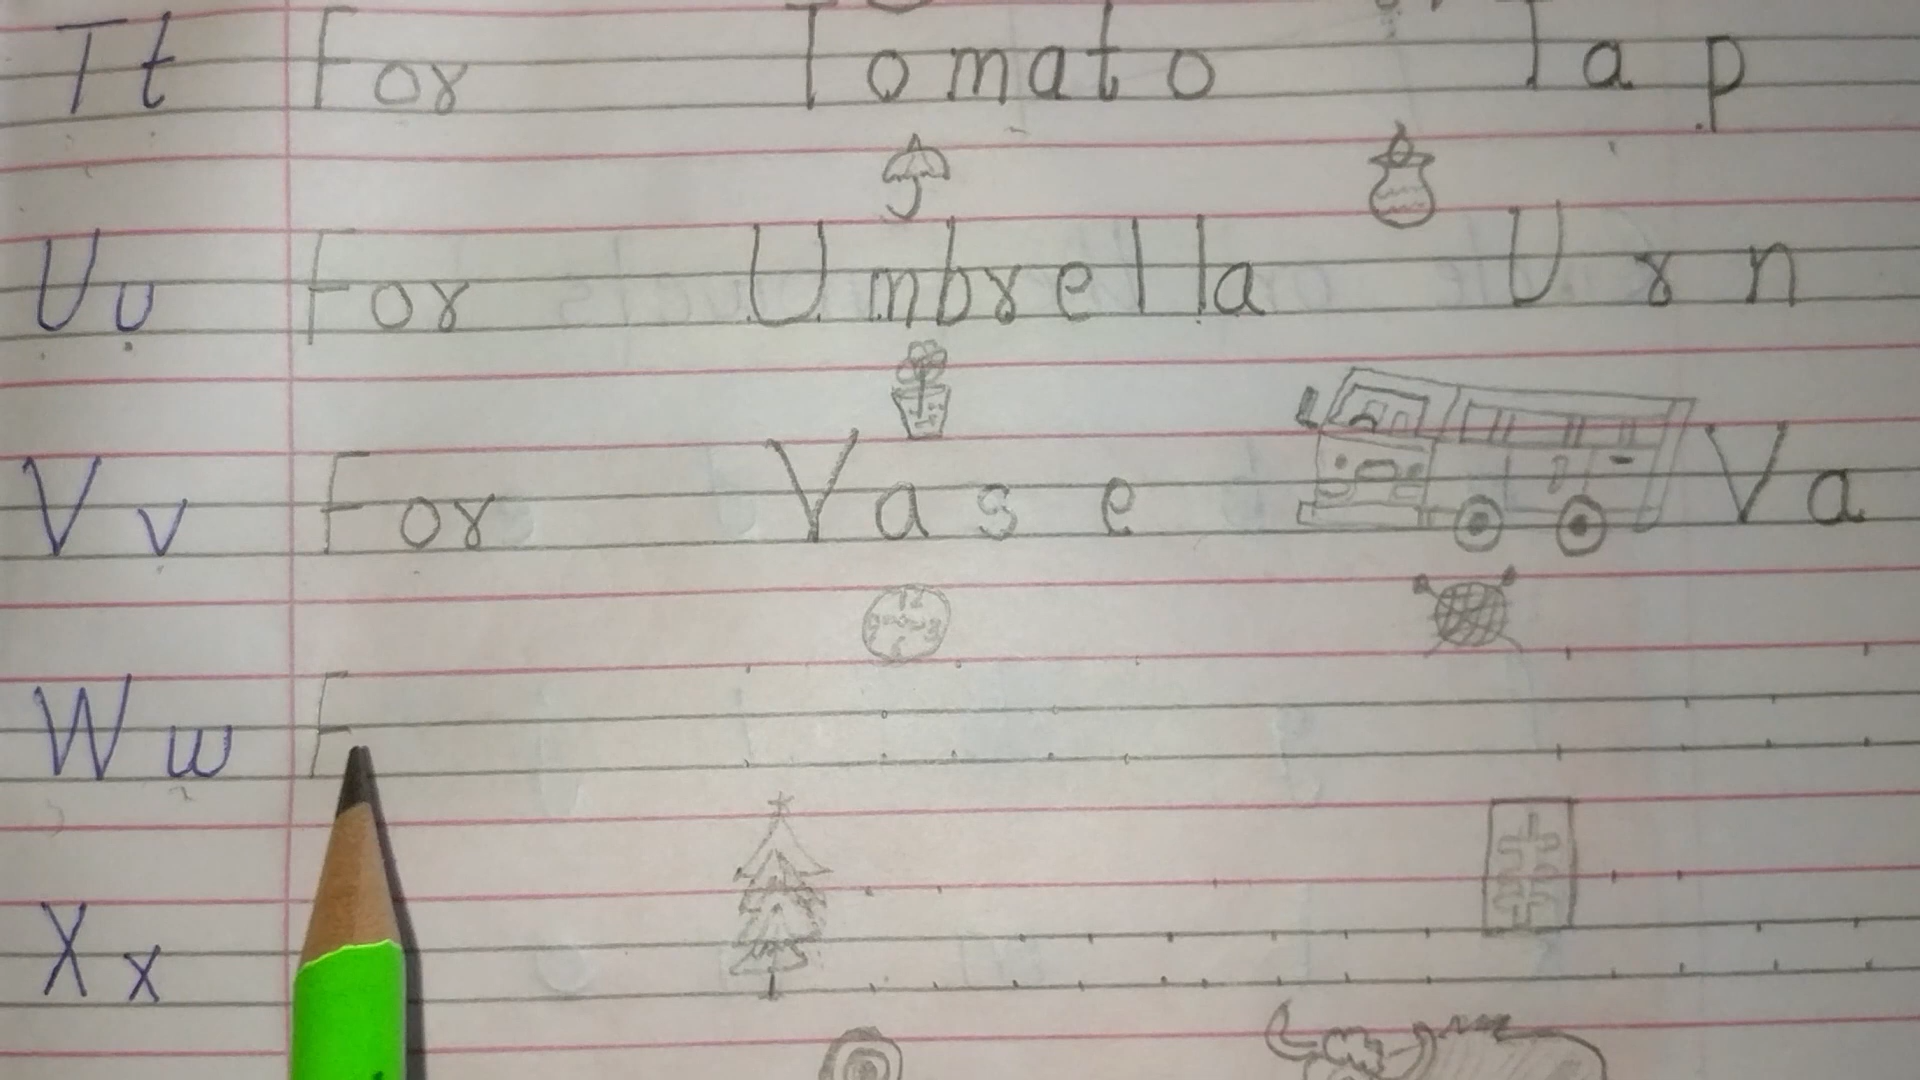 Tt For Tomato Tap
Uu For Umbrella Urn
Vv For Vase Va
Ww F
Xx